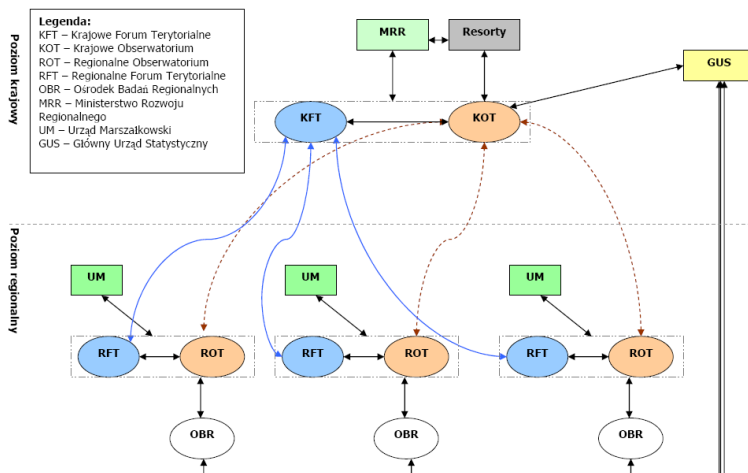 Legenda:
KFT – Krajowe Forum Terytorialne
KOT – Krajowe Obserwatorium
ROT – Regionalne Obserwatorium
RFT – Regionalne Forum Terytorialne
OBR – Ośrodek Badań Regionalnych
MRR – Ministerstwo Rozwoju
Regionalnego
UM – Urząd Marszałkowski
GUS – Główny Urząd Statystyczny
Poziom krajowy
MRR
Resorty
GUS
KFT
KOT
Poziom regionalny
UM
UM
UM
RFT
ROT
RFT
ROT
RFT
ROT
OBR
OBR
OBR